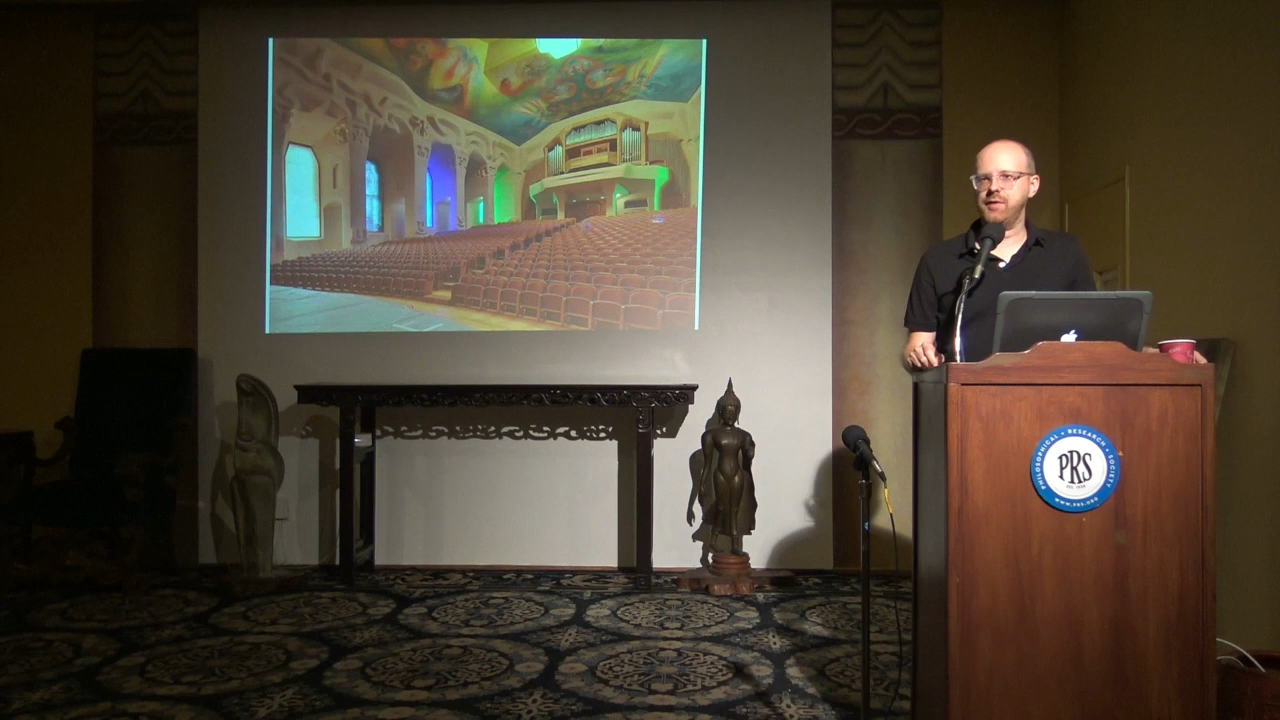 PHILOSOPHICAL • RESEARCH • SOCIETY
PRS
EST. 1934
WWW.PRS.ORG